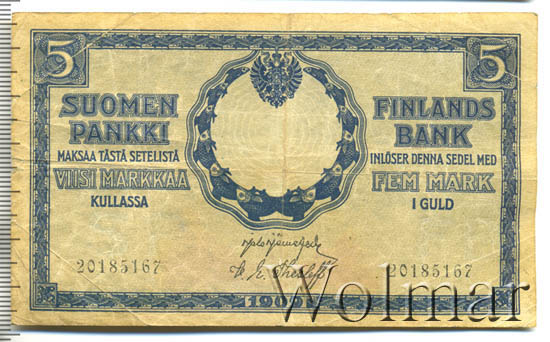 5 5
SUOMEN
PANKKI
MAKSAA TÄSTÄ SETELISTÄ
VIISI MARKKAA
KULLASSA
FINLANDS
BANK
INLÖSER DENNA SEDEL MED
FEM MARK
I GULD
20185167 20185167
1909
Wolmar